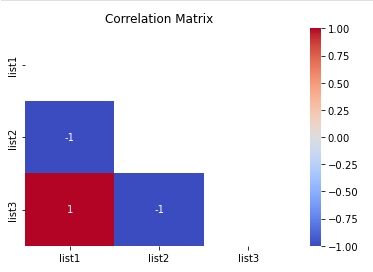 Correlation Matrix
list1
list2
list3
-1
1
-1
list1
list2
list3
1.00
0.75
0.50
0.25
0.00
−0.25
−0.50
−0.75
−1.00